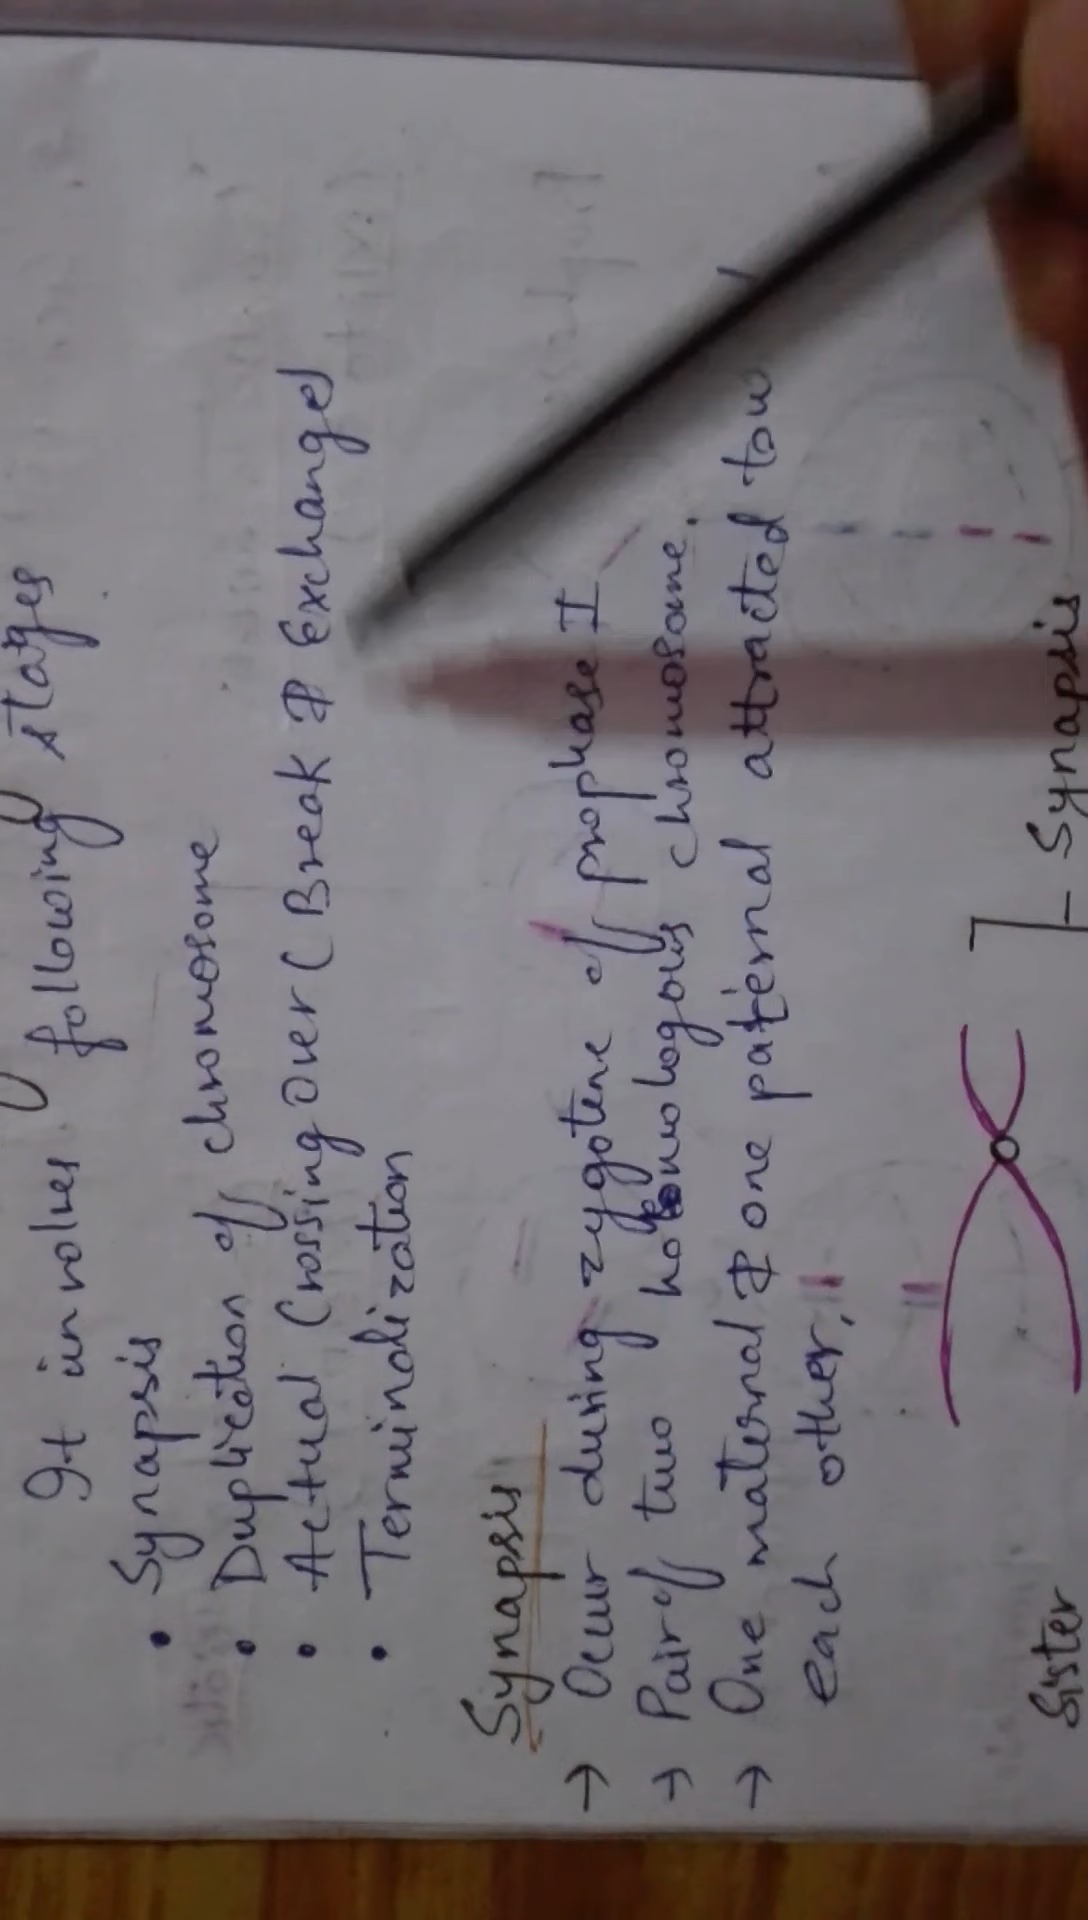 It involves following stages
• Synapsis
• Duplication of chromosome
• Actual Crossing over (Break & Exchange)
• Terminolization
Synapsis
→ Occur during zygotene of prophase I
→ Pair of two homologous chromosome.
→ One maternal & one paternal attracted tow
each other.
Synapsis
Sister